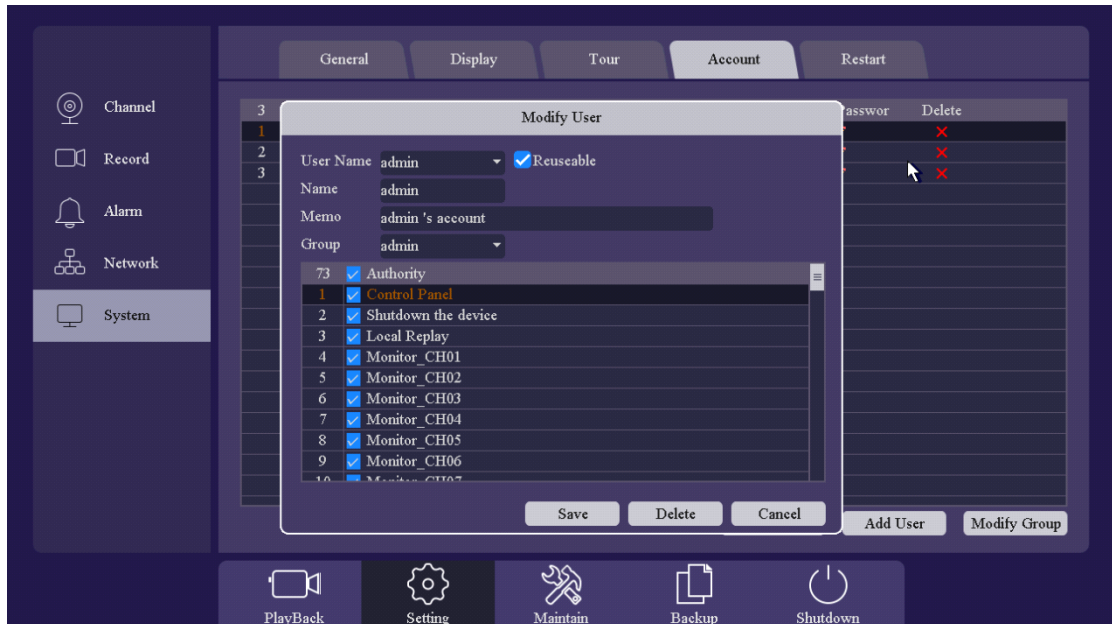 General Display Tour Account Restart
Channel
Record
Alarm
Network
System
3 Delete
1
2
3
Modify User
User Name admin Reuseable
Name admin
Memo admin 's account
Group admin
73 Authority
1 Control Panel
2 Shutdown the device
3 Local Replay
4 Monitor_CH01
5 Monitor_CH02
6 Monitor_CH03
7 Monitor_CH04
8 Monitor_CH05
9 Monitor_CH06
10 Monitor_CH07
Save Delete Cancel
Add User Modify Group
PlayBack Setting Maintain Backup Shutdown